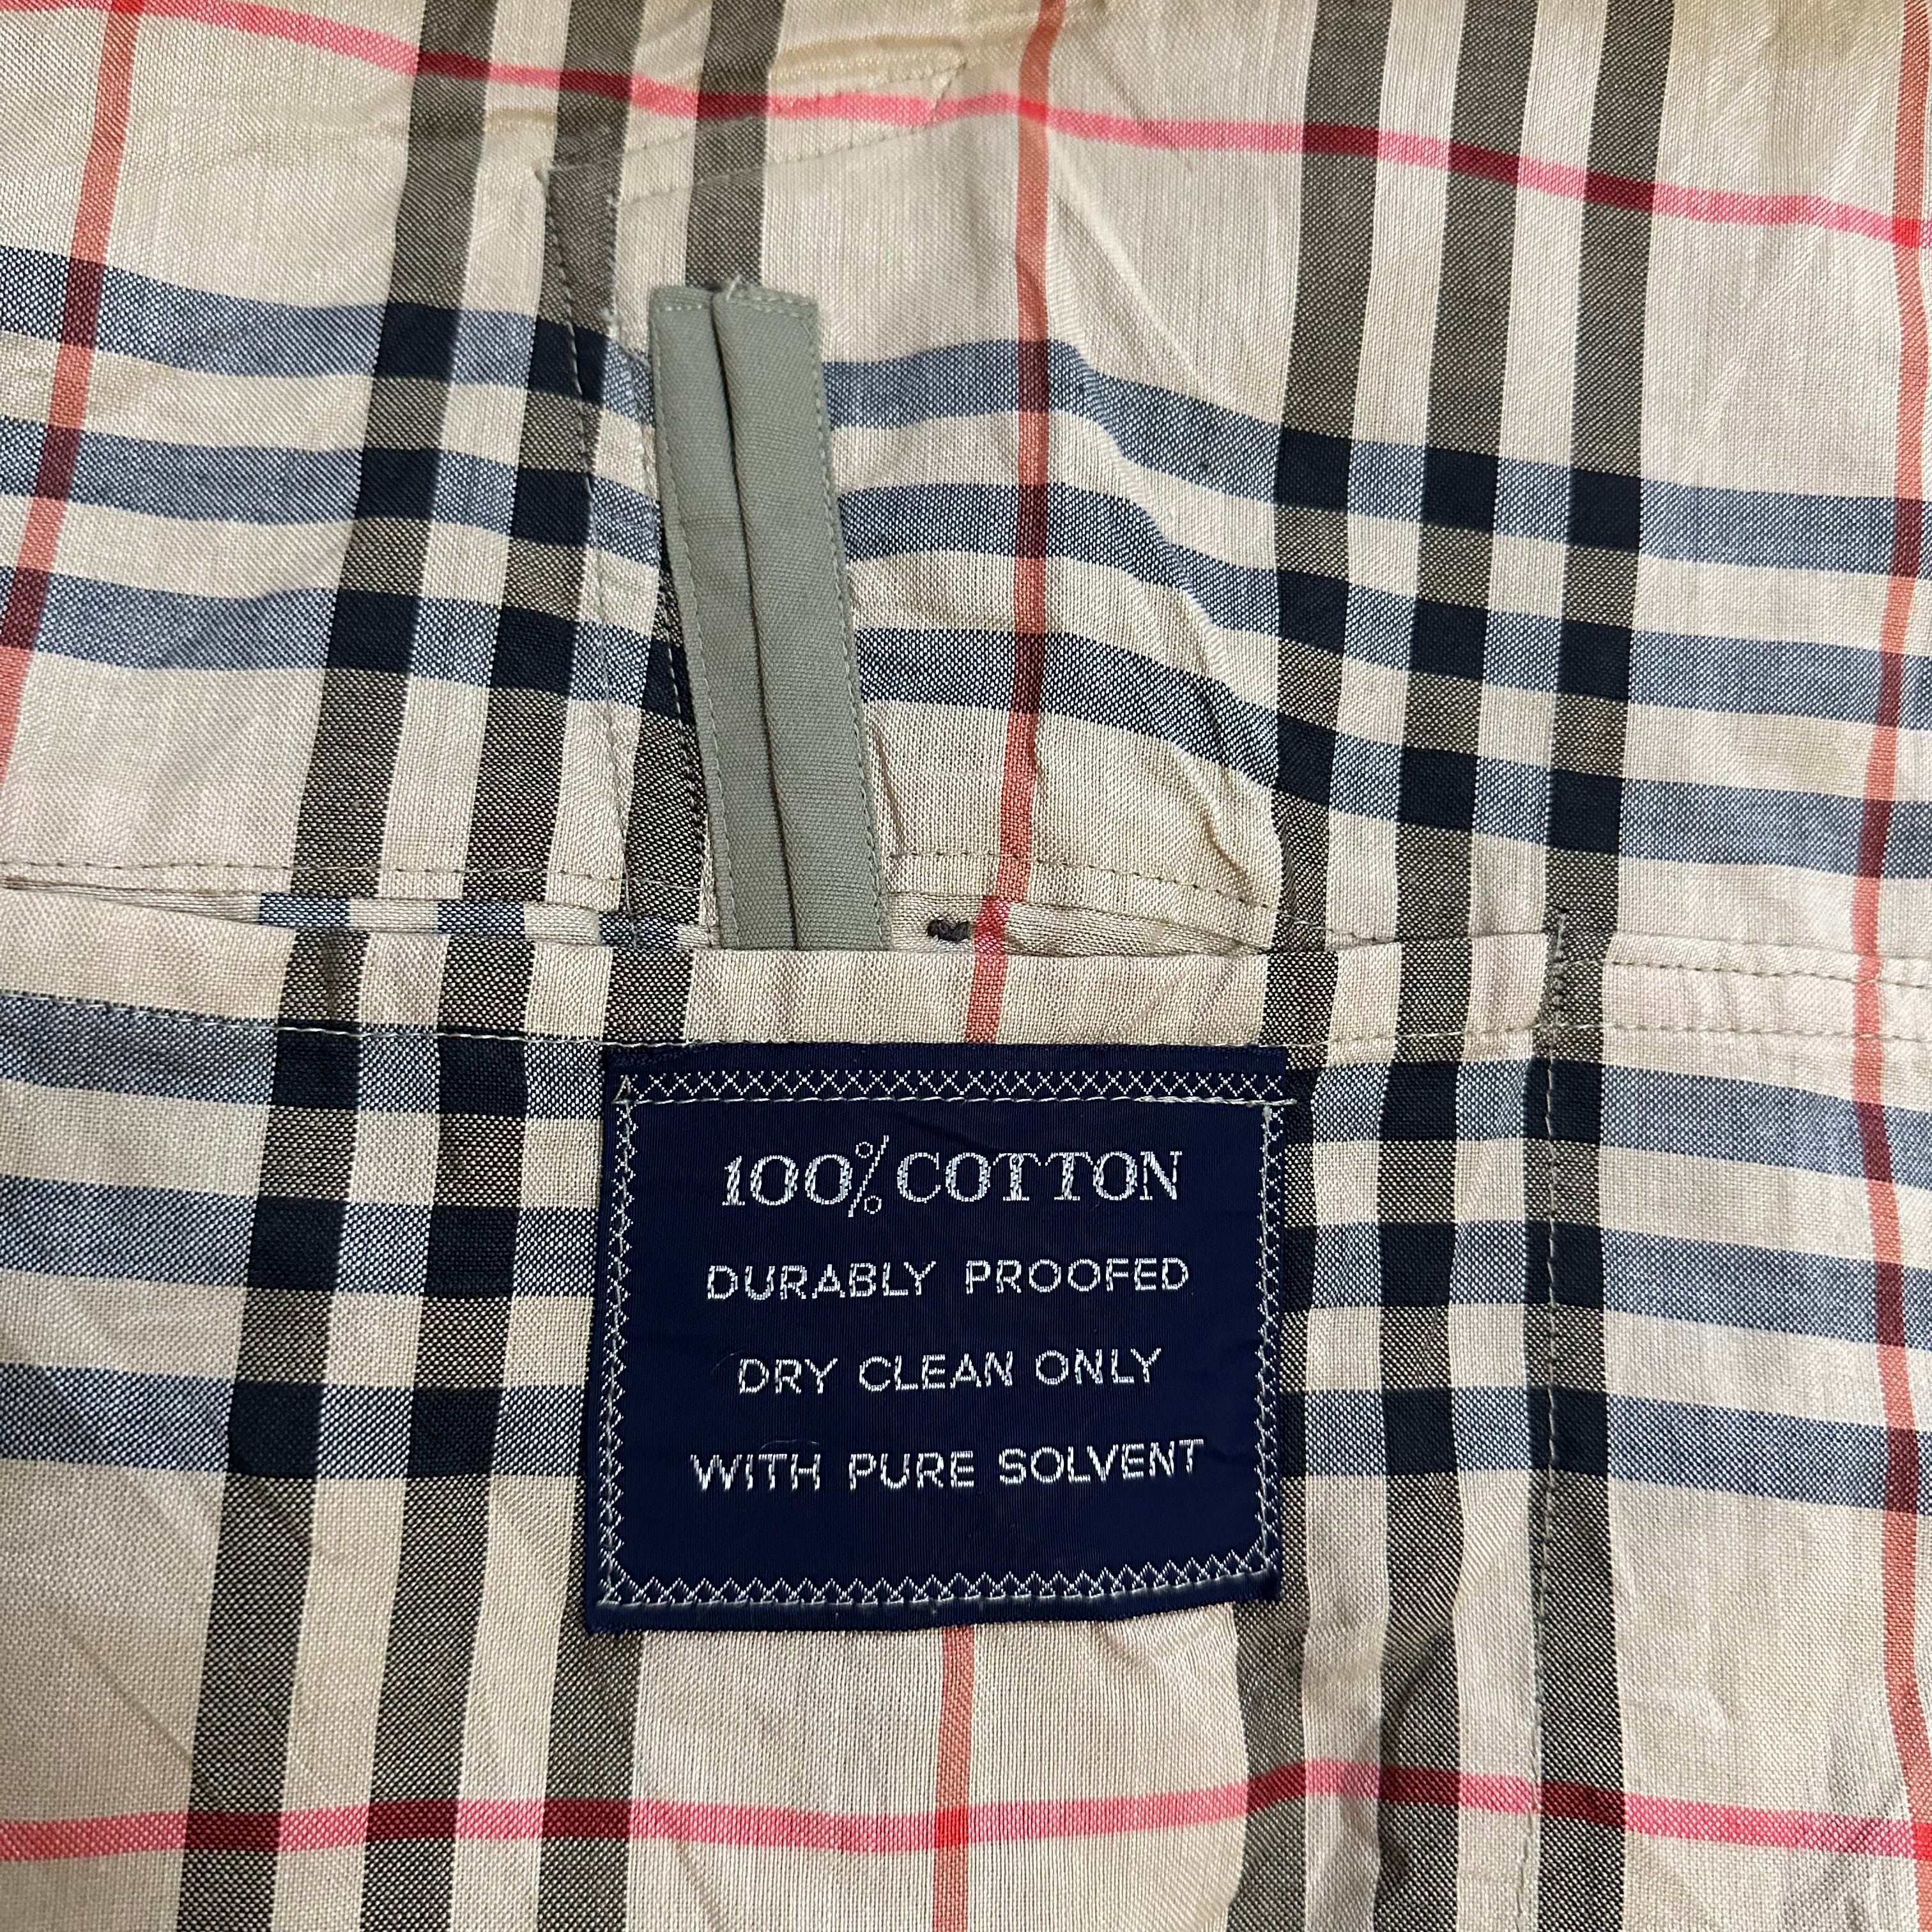 100% COTTON
DURABLY PROOFED
DRY CLEAN ONLY
WITH PURE SOLVENT